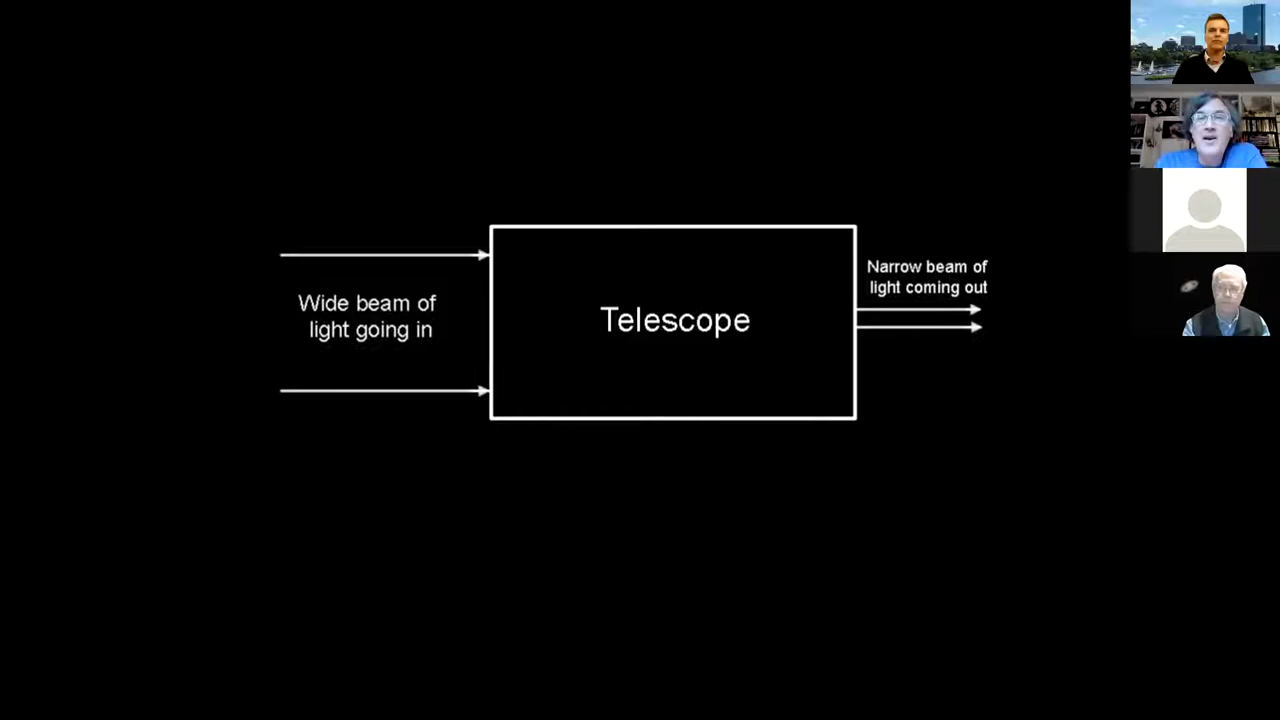 Wide beam of
light going in
Telescope
Narrow beam of
light coming out